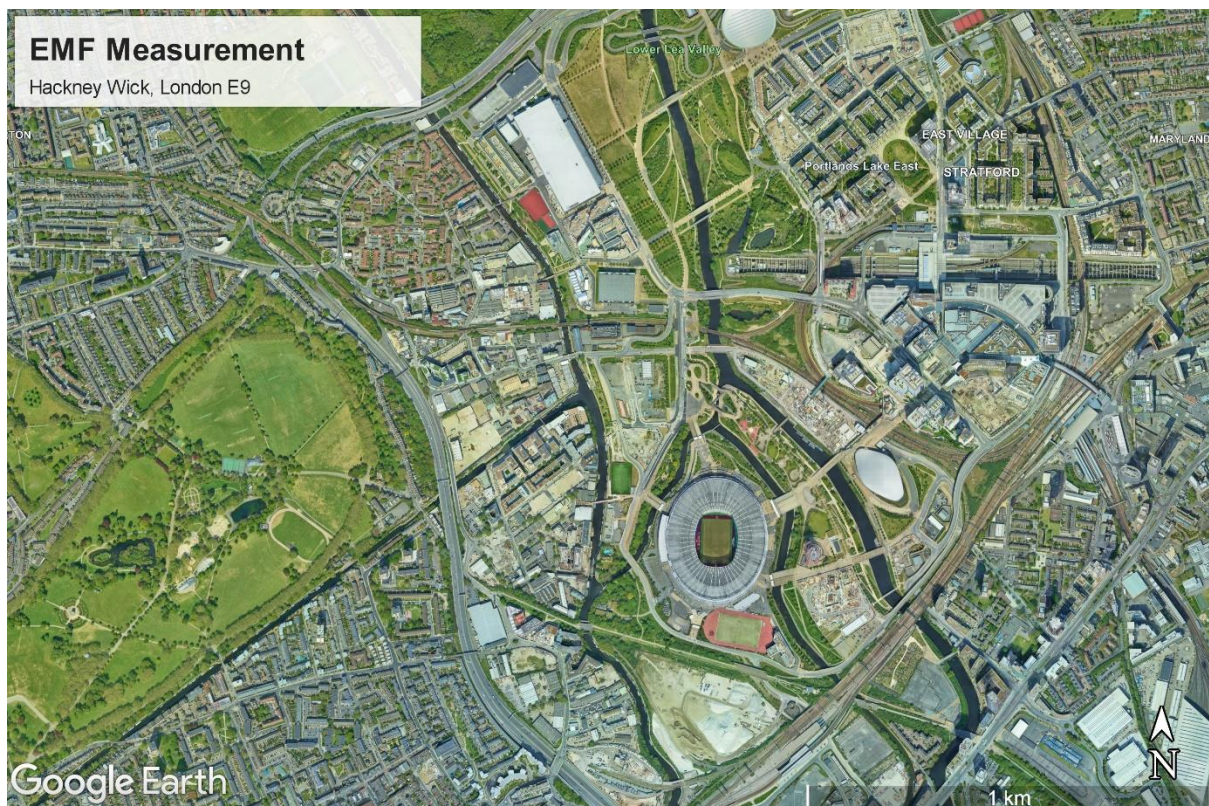 EMF Measurement
Hackney Wick, London E9
Lower Lea Valley
TON
EAST VILLAGE
MARYLAND
Portlands Lake East
STRATFORD
Google Earth
N
1 km